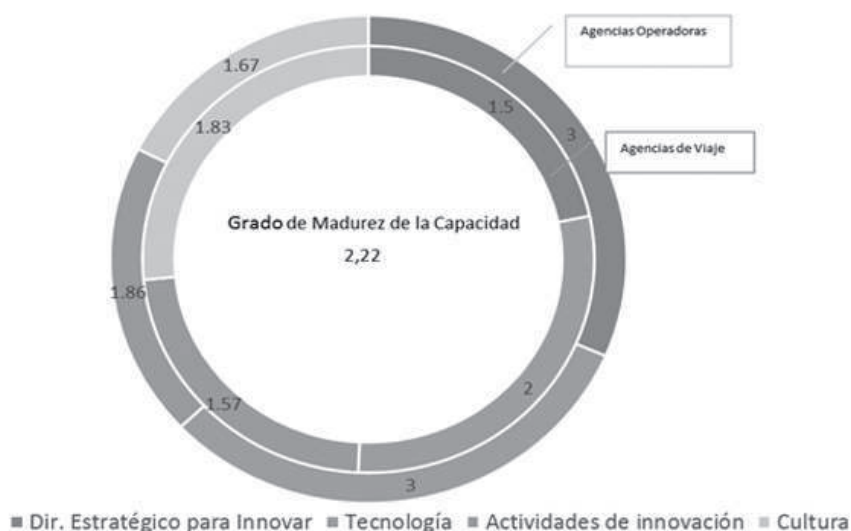 Agencias Operadoras
1.67
1.5
3
1.83
Agencias de Viaje
Grado de Madurez de la Capacidad
2,22
1.86
2
1.57
3
Dir. Estratégico para Innovar Tecnología Actividades de innovación Cultura